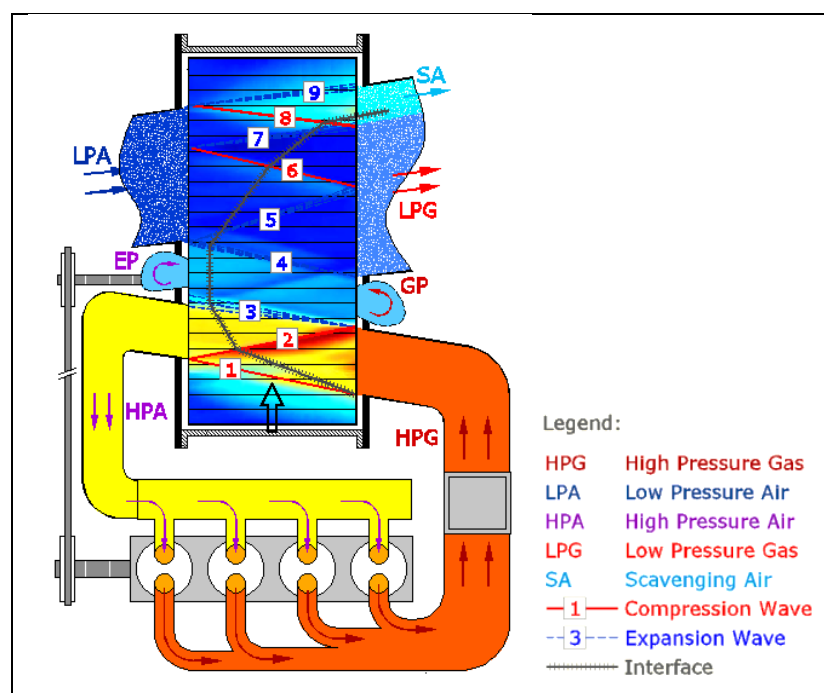 SA
9
8
7
LPA
6
LPG
5
EP
4
GP
3
2
1
HPA
HPG
Legend:
HPG High Pressure Gas
LPA Low Pressure Air
HPA High Pressure Air
LPG Low Pressure Gas
SA Scavenging Air
1 Compression Wave
3 Expansion Wave
Interface